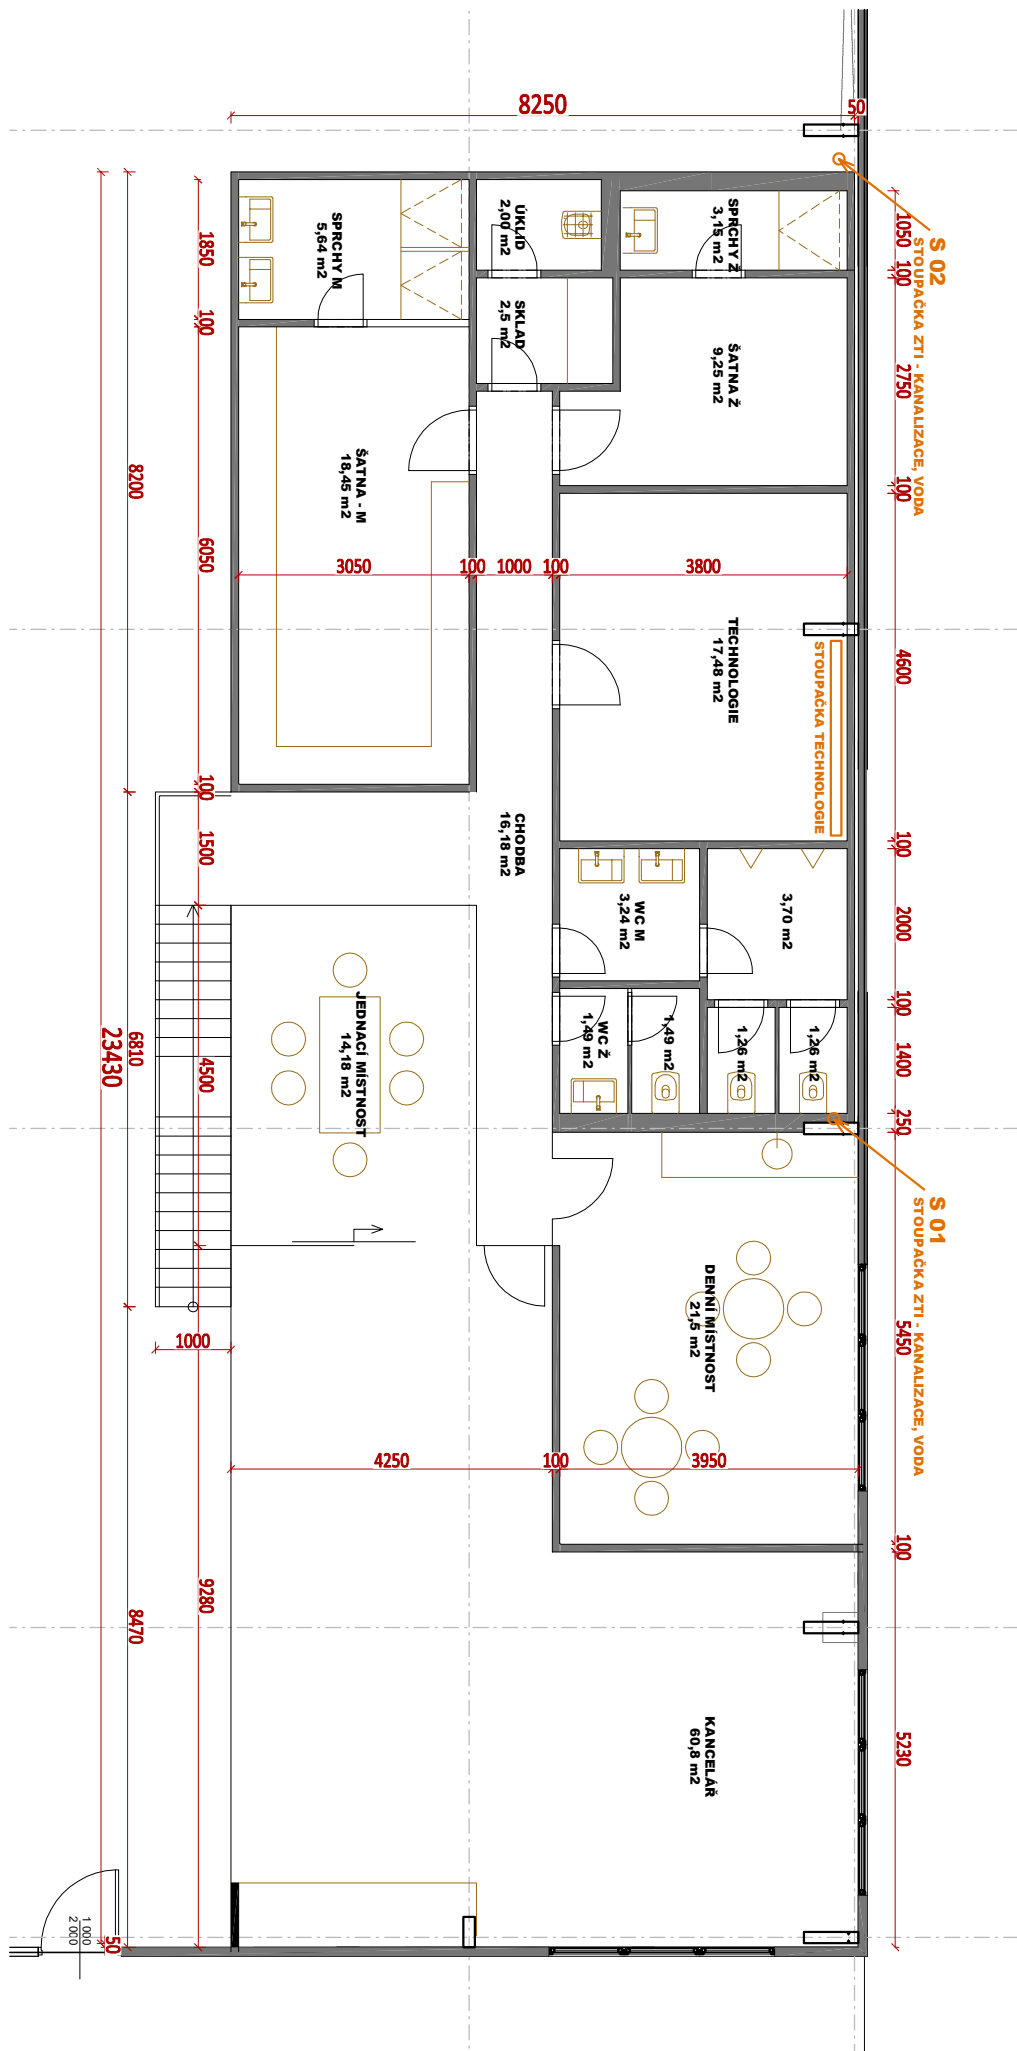 8250
50
SPRCHY M
5,64 m2
ÚKLID
2,00 m2
SPRCHY Ž
3,15 m2
S 02
STOUPAČKA ZTI - KANALIZACE, VODA
1850
100
1050
100
SKLAD
2,5 m2
ŠATNA Ž
9,25 m2
2750
100
ŠATNA - M
18,45 m2
8200
6050
3050
100
1000
100
3800
TECHNOLOGIE
17,48 m2
STOUPAČKA TECHNOLOGIE
4600
100
100
1500
CHODBA
16,18 m2
WC M
3,24 m2
3,70 m2
2000
100
JEDNACÍ MÍSTNOST
14,18 m2
WC Ž
1,49 m2
1,49 m2
1,26 m2
1,26 m2
1400
250
23430
6810
4500
S 01
STOUPAČKA ZTI - KANALIZACE, VODA
DENNÍ MÍSTNOST
21,5 m2
5450
1000
4250
100
3950
100
9280
8470
KANCELÁŘ
60,8 m2
5230
1 000
2 000
50